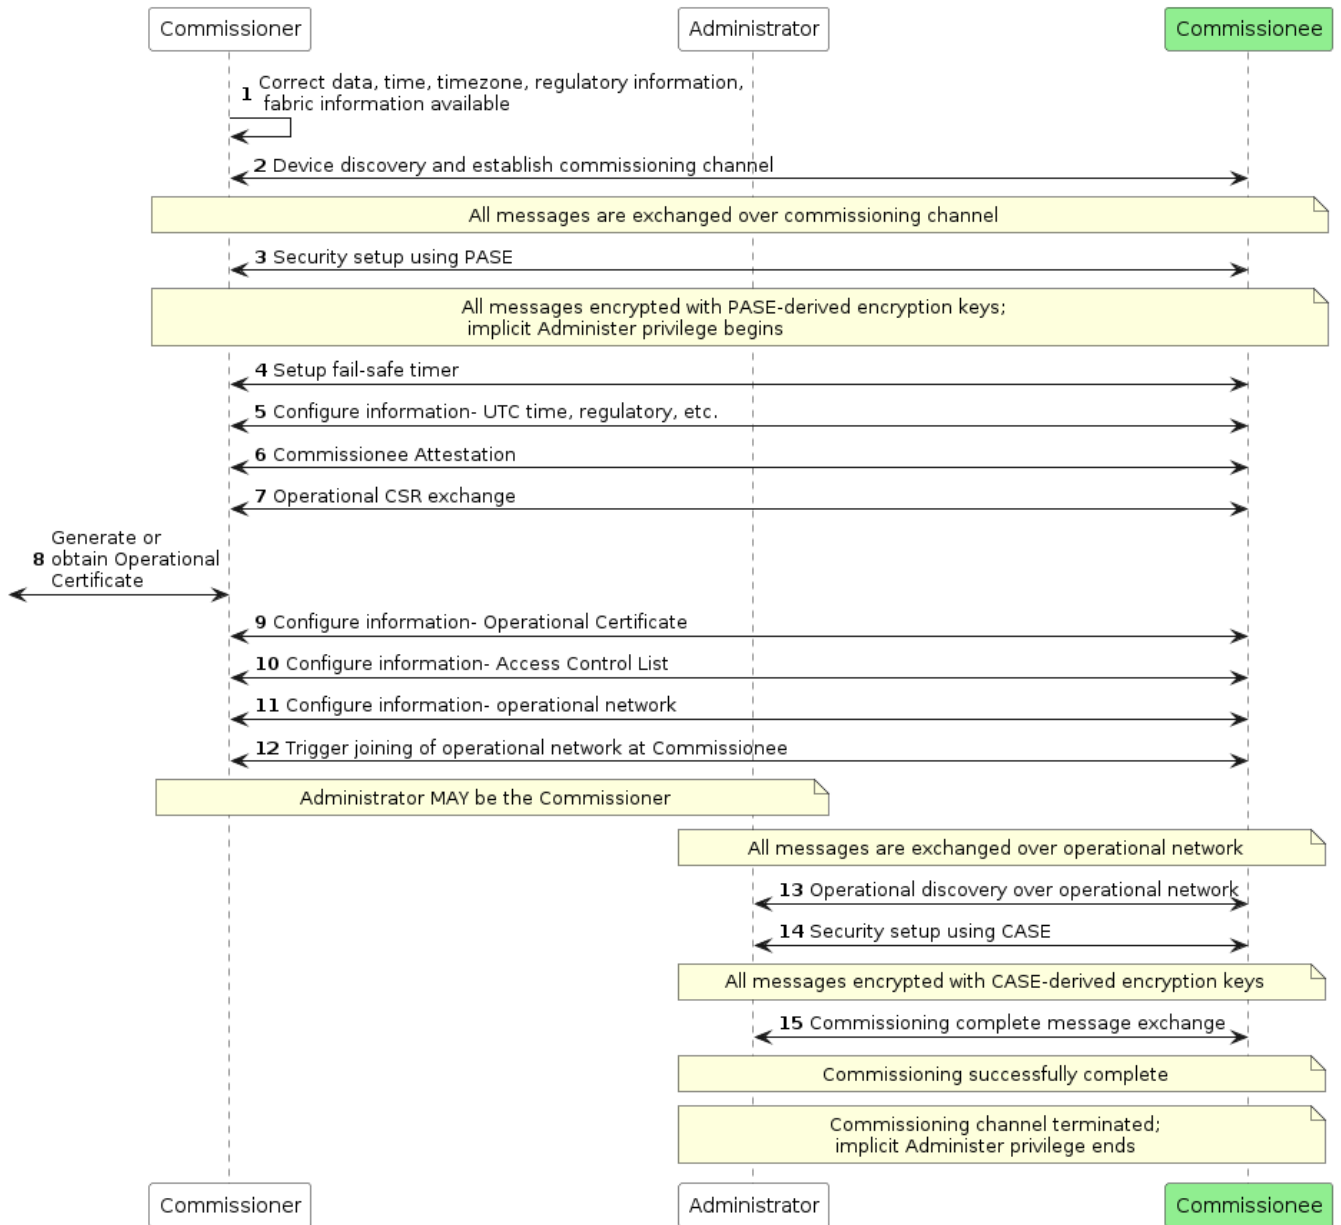 Commissioner Administrator Commissionee
1 Correct data, time, timezone, regulatory information,
fabric information available
2 Device discovery and establish commissioning channel
All messages are exchanged over commissioning channel
3 Security setup using PASE
All messages encrypted with PASE-derived encryption keys;
implicit Administer privilege begins
4 Setup fail-safe timer
5 Configure information- UTC time, regulatory, etc.
6 Commissionee Attestation
7 Operational CSR exchange
Generate or
8 obtain Operational
Certificate
9 Configure information- Operational Certificate
10 Configure information- Access Control List
11 Configure information- operational network
12 Trigger joining of operational network at Commissionee
Administrator MAY be the Commissioner
All messages are exchanged over operational network
13 Operational discovery over operational network
14 Security setup using CASE
All messages encrypted with CASE-derived encryption keys
15 Commissioning complete message exchange
Commissioning successfully complete
Commissioning channel terminated;
implicit Administer privilege ends
Commissioner Administrator Commissionee